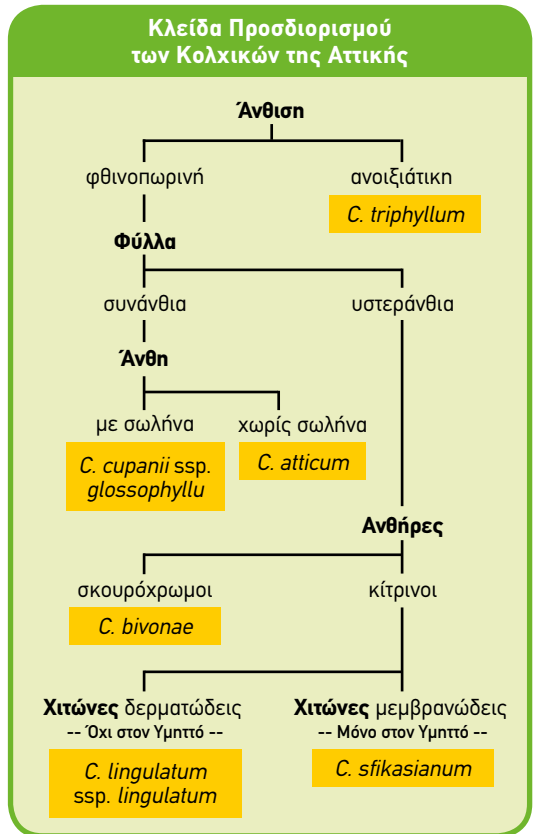 Κλείδα Προσδιορισμού
των Κολχικών της Αττικής
Άνθιση
φθινοπωρινή
ανοιξιάτικη
C. triphyllum
Φύλλα
συνάνθια
υστεράνθια
Άνθη
με σωλήνα
χωρίς σωλήνα
C. cupanii ssp.
glossophyllu
C. atticum
Ανθήρες
σκουρόχρωμοι
κίτρινοι
C. bivonae
Χιτώνες δερματώδεις
-- Όχι στον Υμηττό --
C. lingulatum
ssp. lingulatum
Χιτώνες μεμβρανώδεις
-- Μόνο στον Υμηττό --
C. sfikasianum